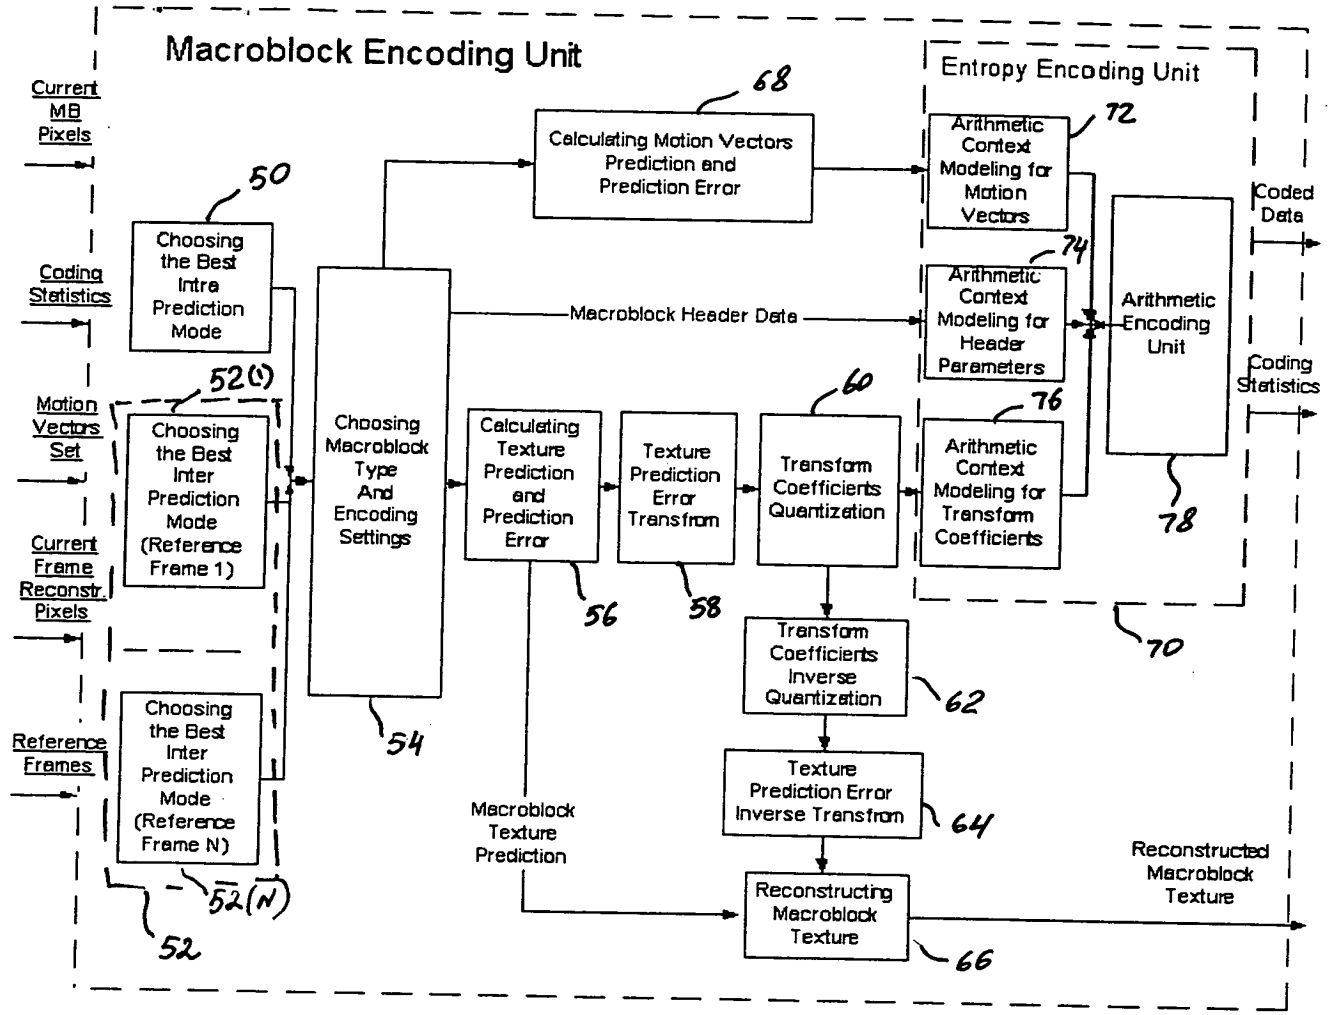 Macroblock Encoding Unit
Entropy Encoding Unit
Current
MB
Pixels
Coding
Statistics
Motion
Vectors
Set
Current
Frame
Reconstr.
Pixels
Reference
Frames
50
Choosing
the Best
Intra
Prediction
Mode
52(1)
Choosing
the Best
Inter
Prediction
Mode
(Reference
Frame 1)
Choosing
the Best
Inter
Prediction
Mode
(Reference
Frame N)
52(N)
52
Choosing
Macroblock
Type
And
Encoding
Settings
54
68
Calculating Motion Vectors
Prediction and
Prediction Error
Macroblock Header Data
Calculating
Texture
Prediction
and
Prediction
Error
56
Texture
Prediction
Error
Transfrom
58
60
Transform
Coefficients
Quantization
Transform
Coefficients
Inverse
Quantization
62
Texture
Prediction Error
Inverse Transfrom
64
Macroblock
Texture
Prediction
Reconstructing
Macroblock
Texture
66
72
Arithmetic
Context
Modeling for
Motion
Vectors
74
Arithmetic
Context
Modeling for
Header
Parameters
76
Arithmetic
Context
Modeling for
Transform
Coefficients
Arithmetic
Encoding
Unit
78
70
Coded
Data
Coding
Statistics
Reconstructed
Macroblock
Texture